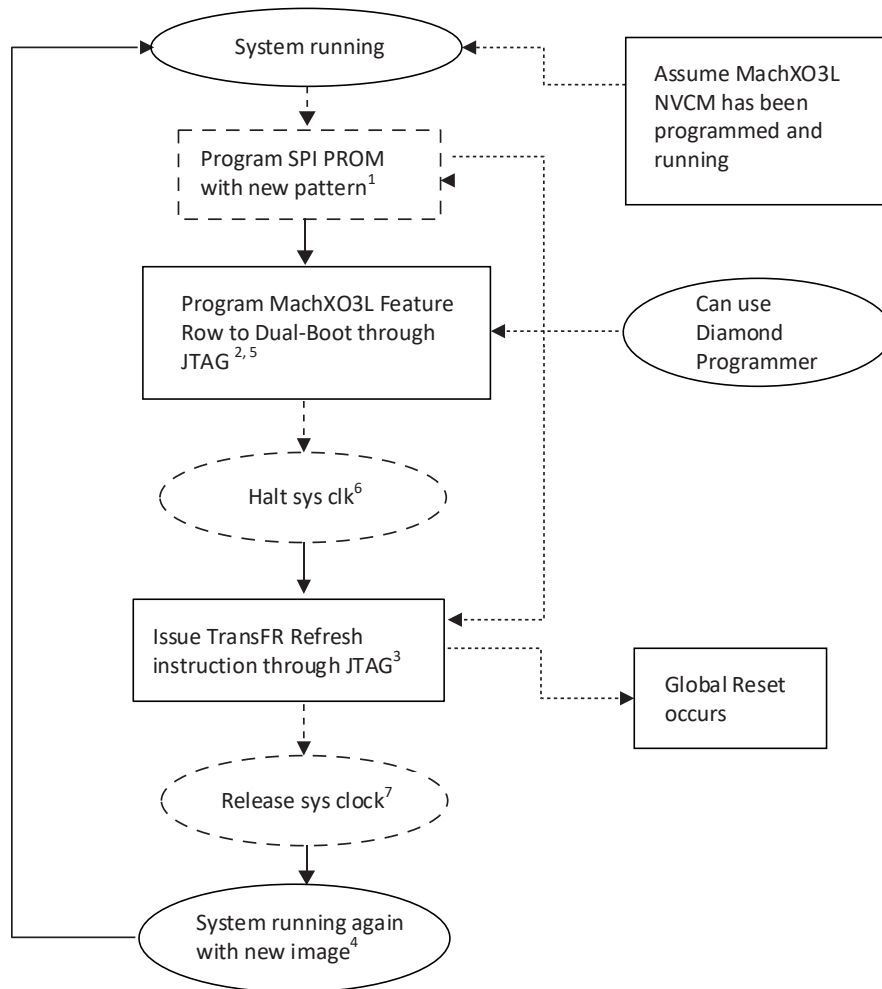 System running
Assume MachXO3L
NVCM has been
programmed and
running
Program SPI PROM
with new pattern1
Program MachXO3L Feature
Row to Dual-Boot through
JTAG 2, 5
Can use
Diamond
Programmer
Halt sys clk6
Issue TransFR Refresh
instruction through JTAG3
Global Reset
occurs
Release sys clock7
System running again
with new image4